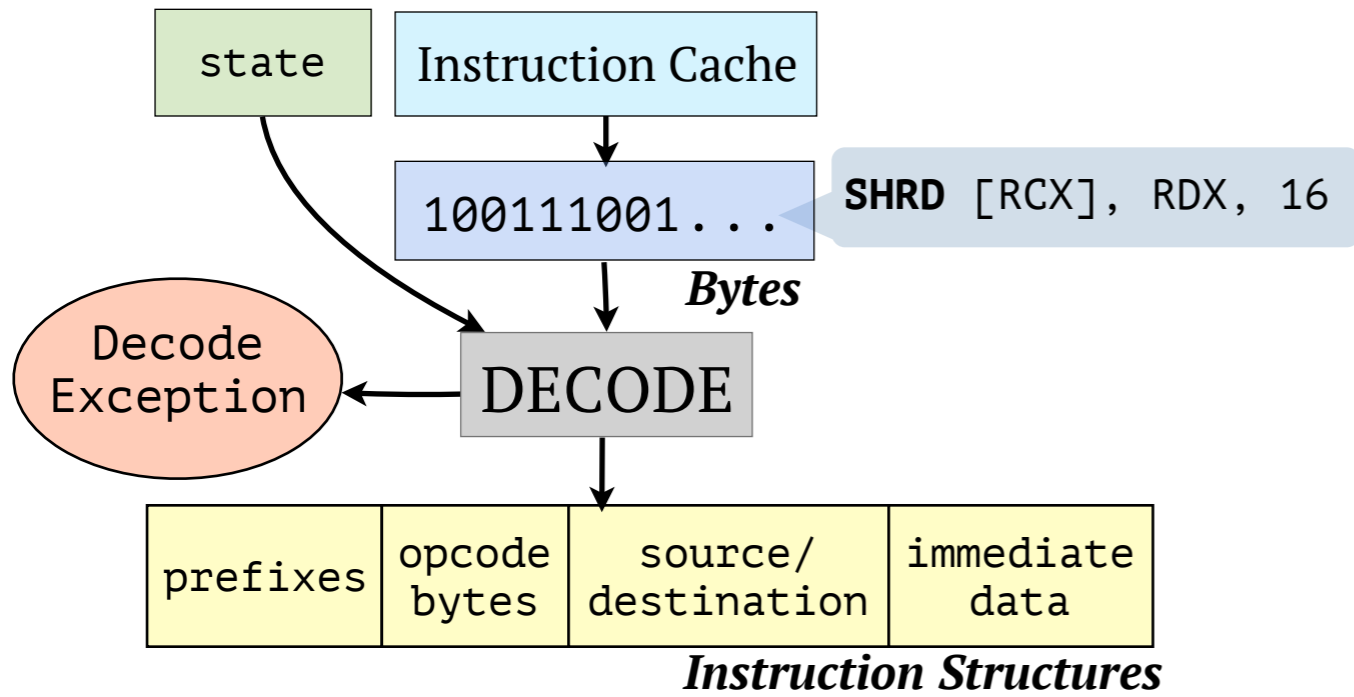 state
Instruction Cache
100111001...
SHRD [RCX], RDX, 16
Bytes
Decode
Exception
DECODE
prefixes
opcode
bytes
source/
destination
immediate
data
Instruction Structures